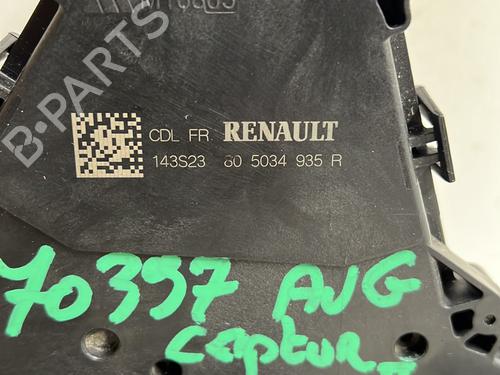 CDL FR RENAULT
143S23 80 5034 935 R
B-PARTS
70397 AVG
CAPTUR